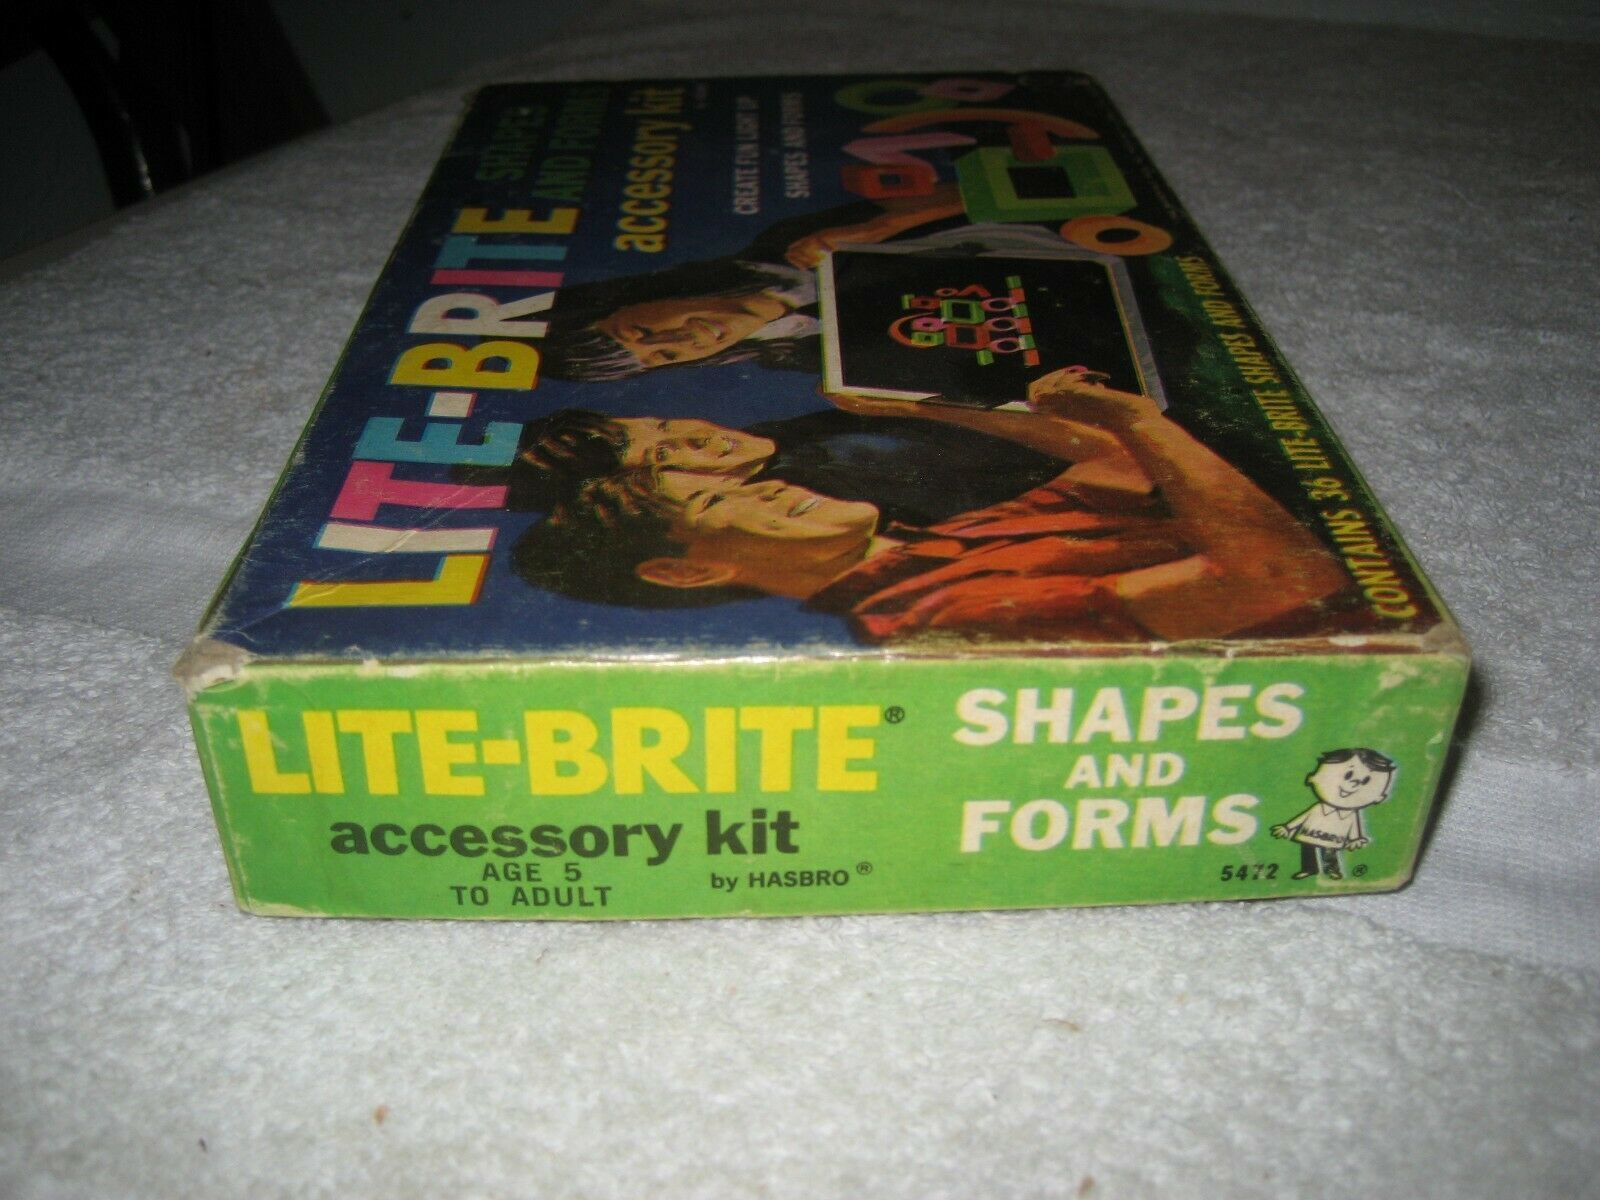 LITE-BRITE
SHAPES
AND FORMS
accessory kit
CREATE FUN LIGHT UP
SHAPES AND FORMS
CONTAINS 36 LITE-BRITE SHAPES AND FORMS
LITE-BRITE®
accessory kit
AGE 5
TO ADULT
by HASBRO®
SHAPES
AND
FORMS
HASBRO
5472
®